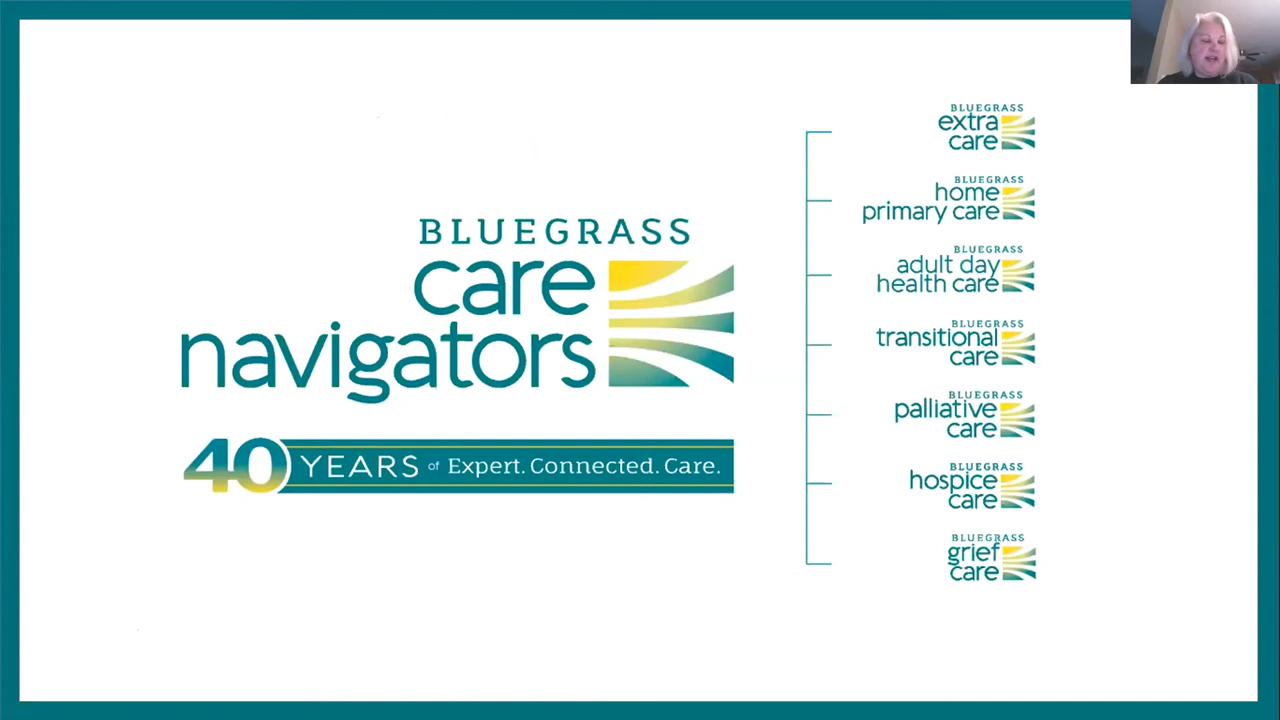 BLUEGRASS
care
navigators
40 YEARS of Expert. Connected. Care.
BLUEGRASS
extra
care
BLUEGRASS
home
primary care
BLUEGRASS
adult day
health care
BLUEGRASS
transitional
care
BLUEGRASS
palliative
care
BLUEGRASS
hospice
care
BLUEGRASS
grief
care